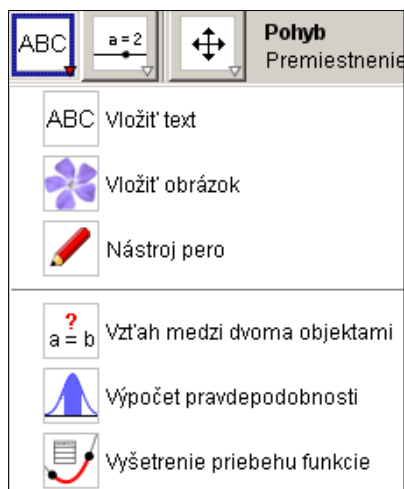 ABC a = 2 Pohyb
Premiestnenie
ABC Vložiť text
Vložiť obrázok
Nástroj pero
? a = b Vzťah medzi dvoma objektami
Výpočet pravdepodobnosti
Vyšetrenie priebehu funkcie